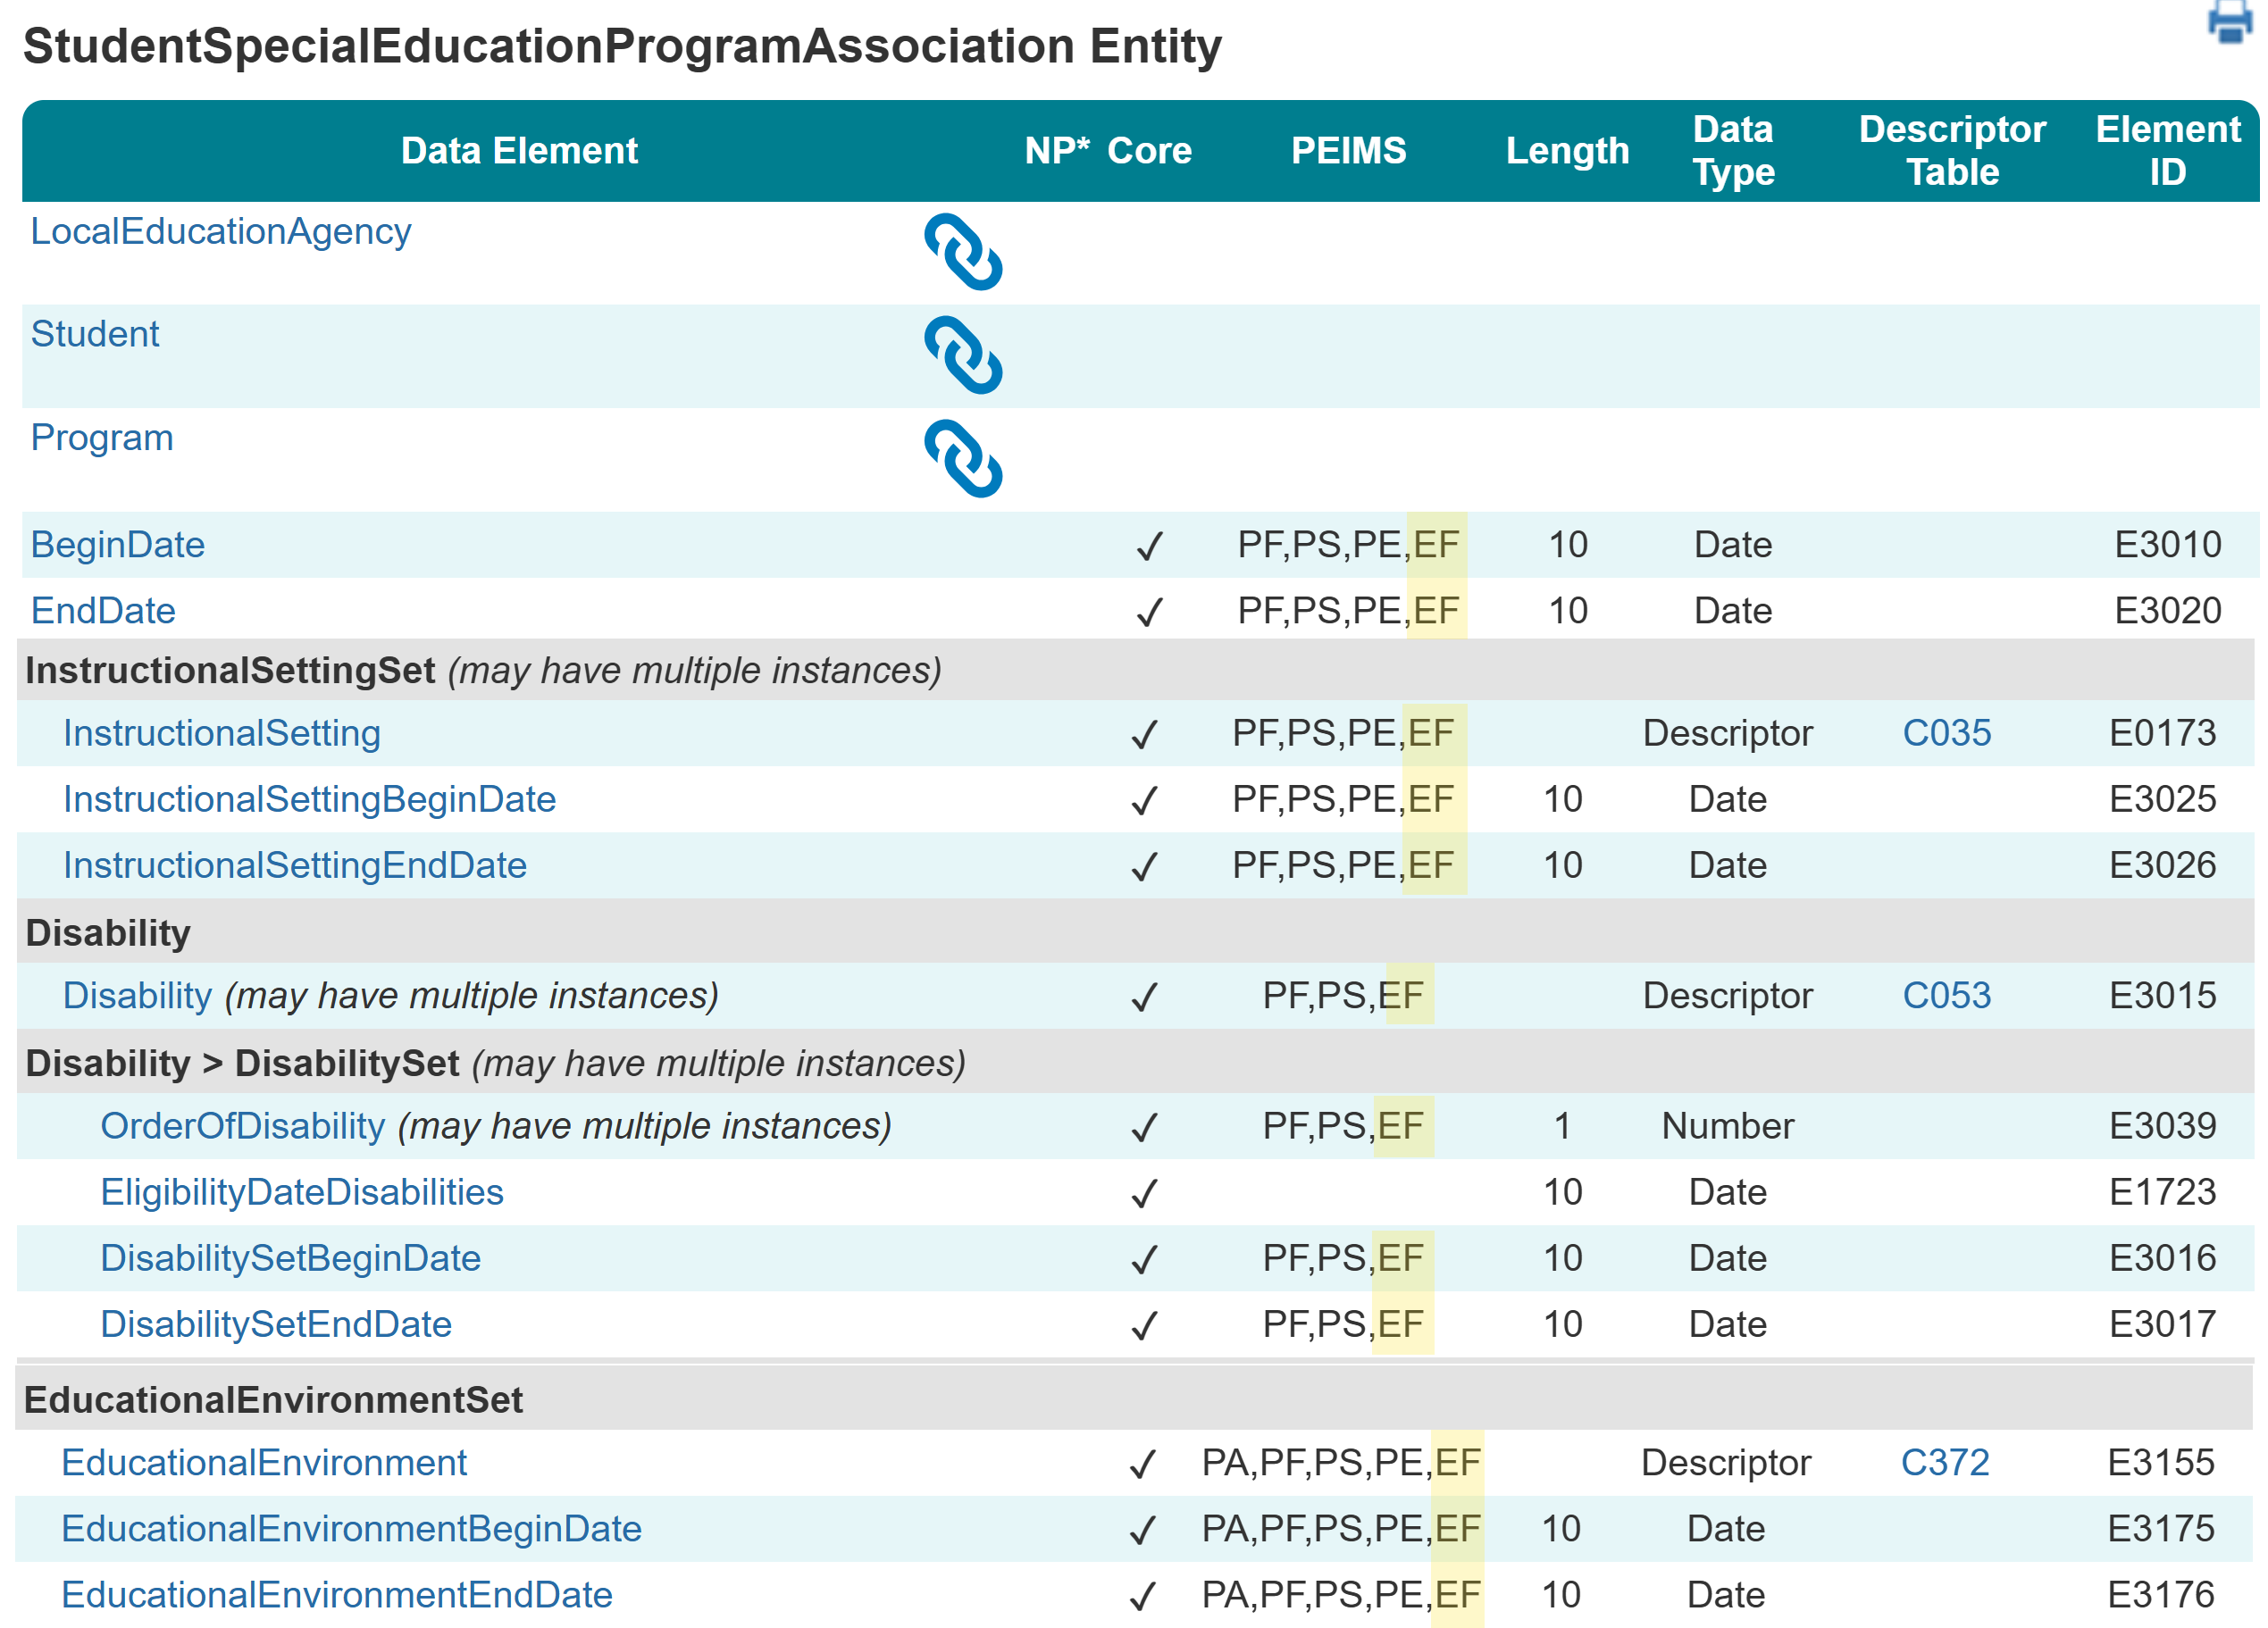 StudentSpecialEducationProgramAssociation Entity
Data Element NP* Core PEIMS Length Data Type Descriptor Table Element ID
LocalEducationAgency
Student
Program
BeginDate ✓ PF,PS,PE,EF 10 Date E3010
EndDate ✓ PF,PS,PE,EF 10 Date E3020
InstructionalSettingSet (may have multiple instances)
InstructionalSetting ✓ PF,PS,PE,EF Descriptor C035 E0173
InstructionalSettingBeginDate ✓ PF,PS,PE,EF 10 Date E3025
InstructionalSettingEndDate ✓ PF,PS,PE,EF 10 Date E3026
Disability
Disability (may have multiple instances) ✓ PF,PS,EF Descriptor C053 E3015
Disability > DisabilitySet (may have multiple instances)
OrderOfDisability (may have multiple instances) ✓ PF,PS,EF 1 Number E3039
EligibilityDateDisabilities ✓ 10 Date E1723
DisabilitySetBeginDate ✓ PF,PS,EF 10 Date E3016
DisabilitySetEndDate ✓ PF,PS,EF 10 Date E3017
EducationalEnvironmentSet
EducationalEnvironment ✓ PA,PF,PS,PE,EF Descriptor C372 E3155
EducationalEnvironmentBeginDate ✓ PA,PF,PS,PE,EF 10 Date E3175
EducationalEnvironmentEndDate ✓ PA,PF,PS,PE,EF 10 Date E3176